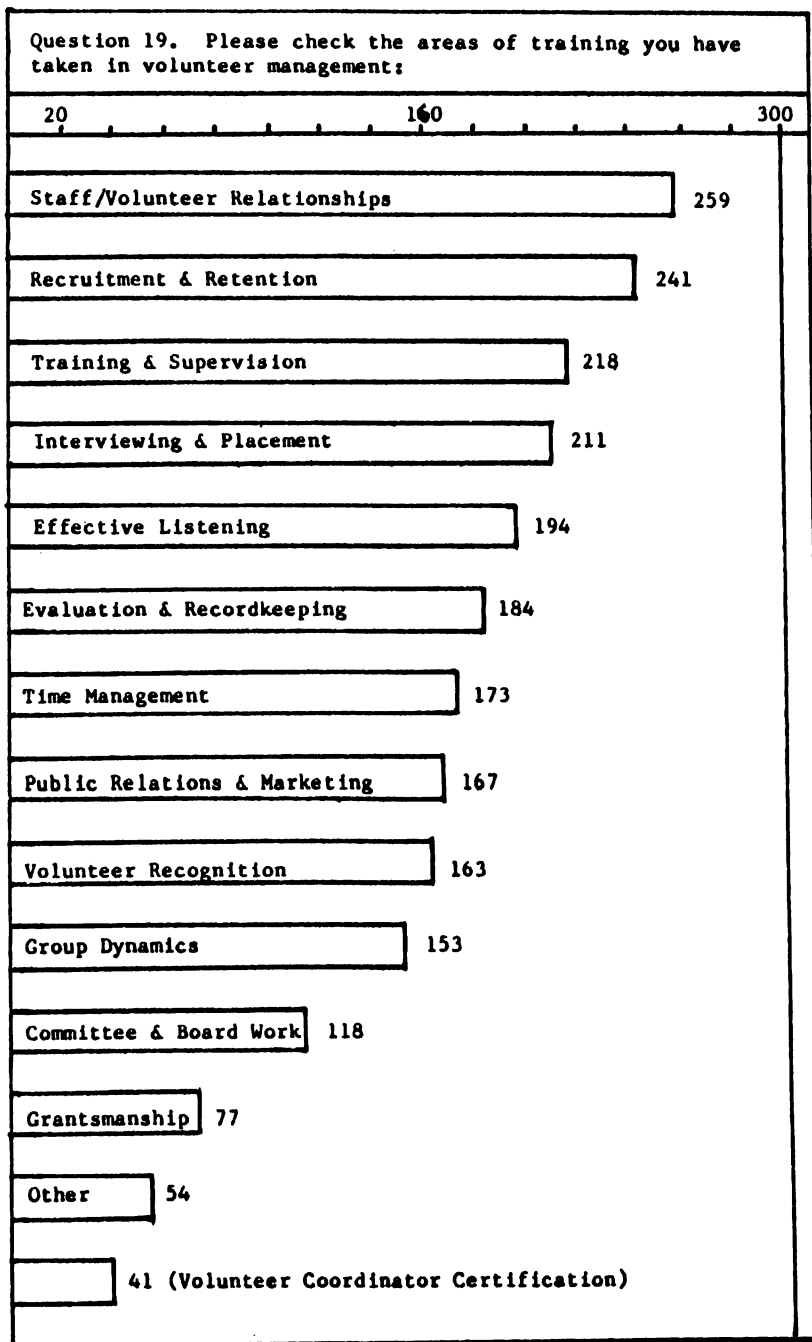 Question 19. Please check the areas of training you have
taken in volunteer management:
20 160 300
Staff/Volunteer Relationships 259
Recruitment & Retention 241
Training & Supervision 218
Interviewing & Placement 211
Effective Listening 194
Evaluation & Recordkeeping 184
Time Management 173
Public Relations & Marketing 167
Volunteer Recognition 163
Group Dynamics 153
Committee & Board Work 118
Grantsmanship 77
Other 54
41 (Volunteer Coordinator Certification)